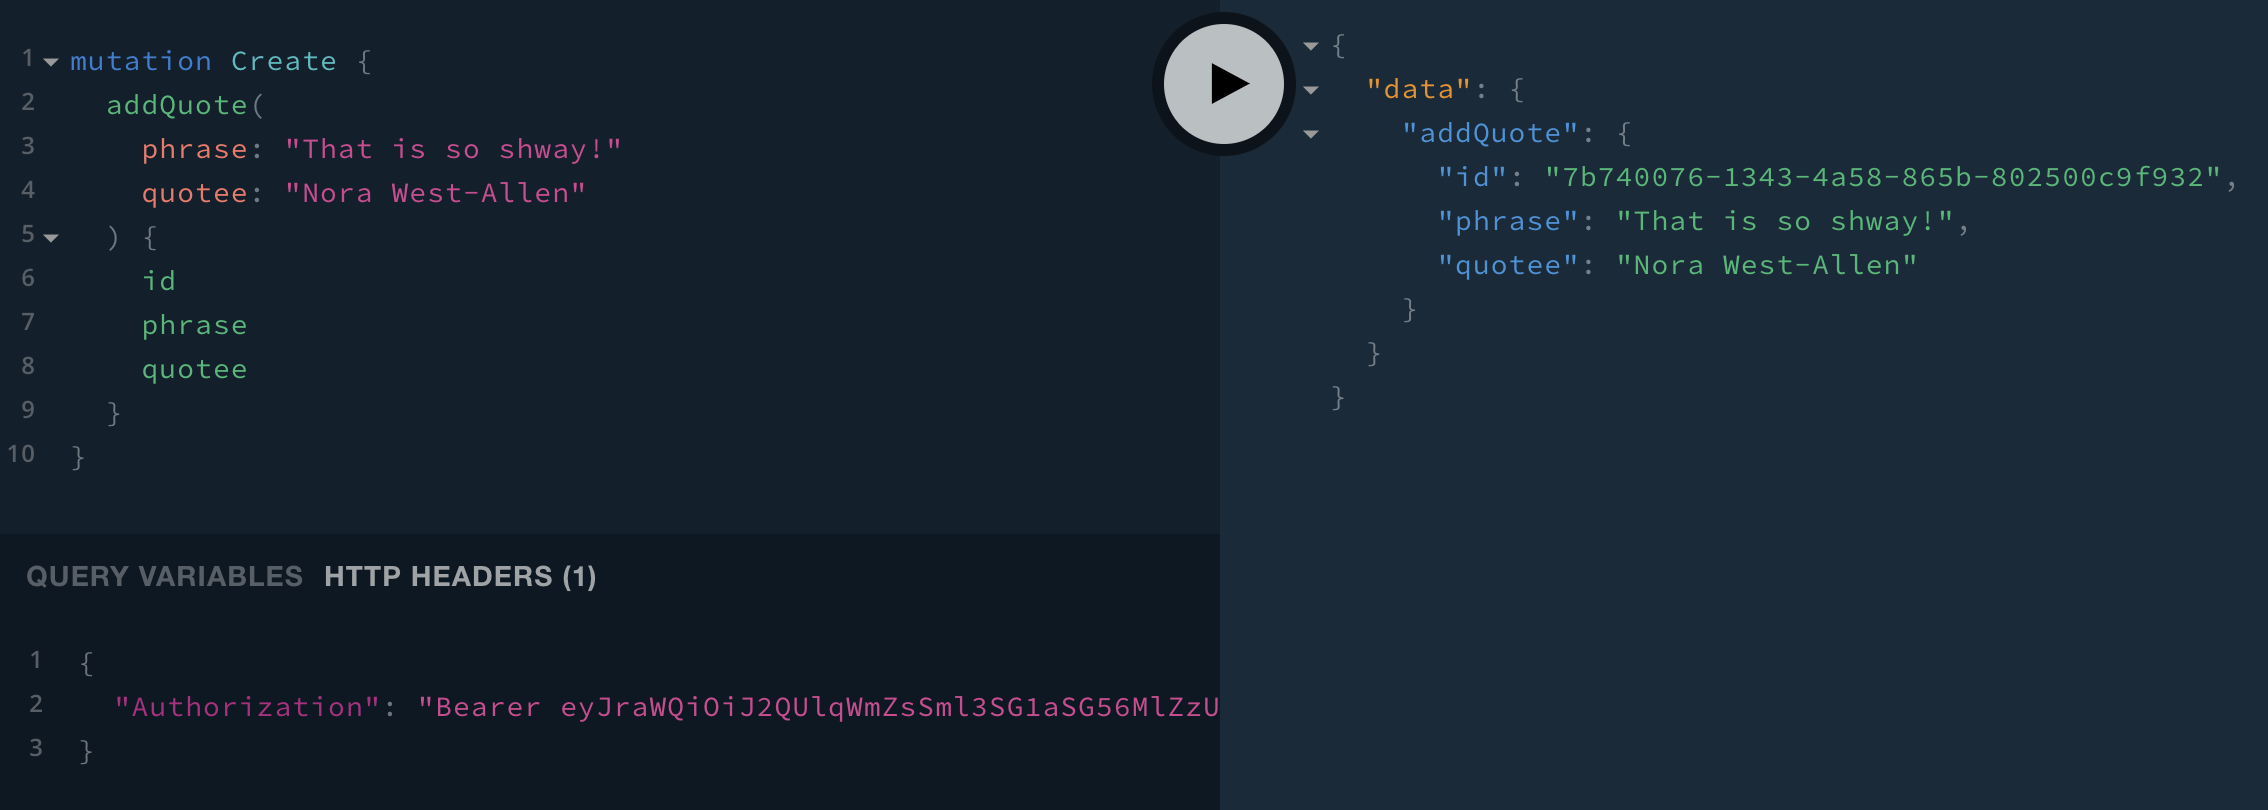 1 mutation Create {
2 addQuote(
3 phrase: "That is so shway!"
4 quotee: "Nora West-Allen"
5 ) {
6 id
7 phrase
8 quotee
9 }
10 }
QUERY VARIABLES HTTP HEADERS (1)
1 {
2 "Authorization": "Bearer eyJraWQiOiJ2QUlqWmZsSml3SG1aSG56MlZzU
3 }
{
"data": {
"addQuote": {
"id": "7b740076-1343-4a58-865b-802500c9f932",
"phrase": "That is so shway!",
"quotee": "Nora West-Allen"
}
}
}